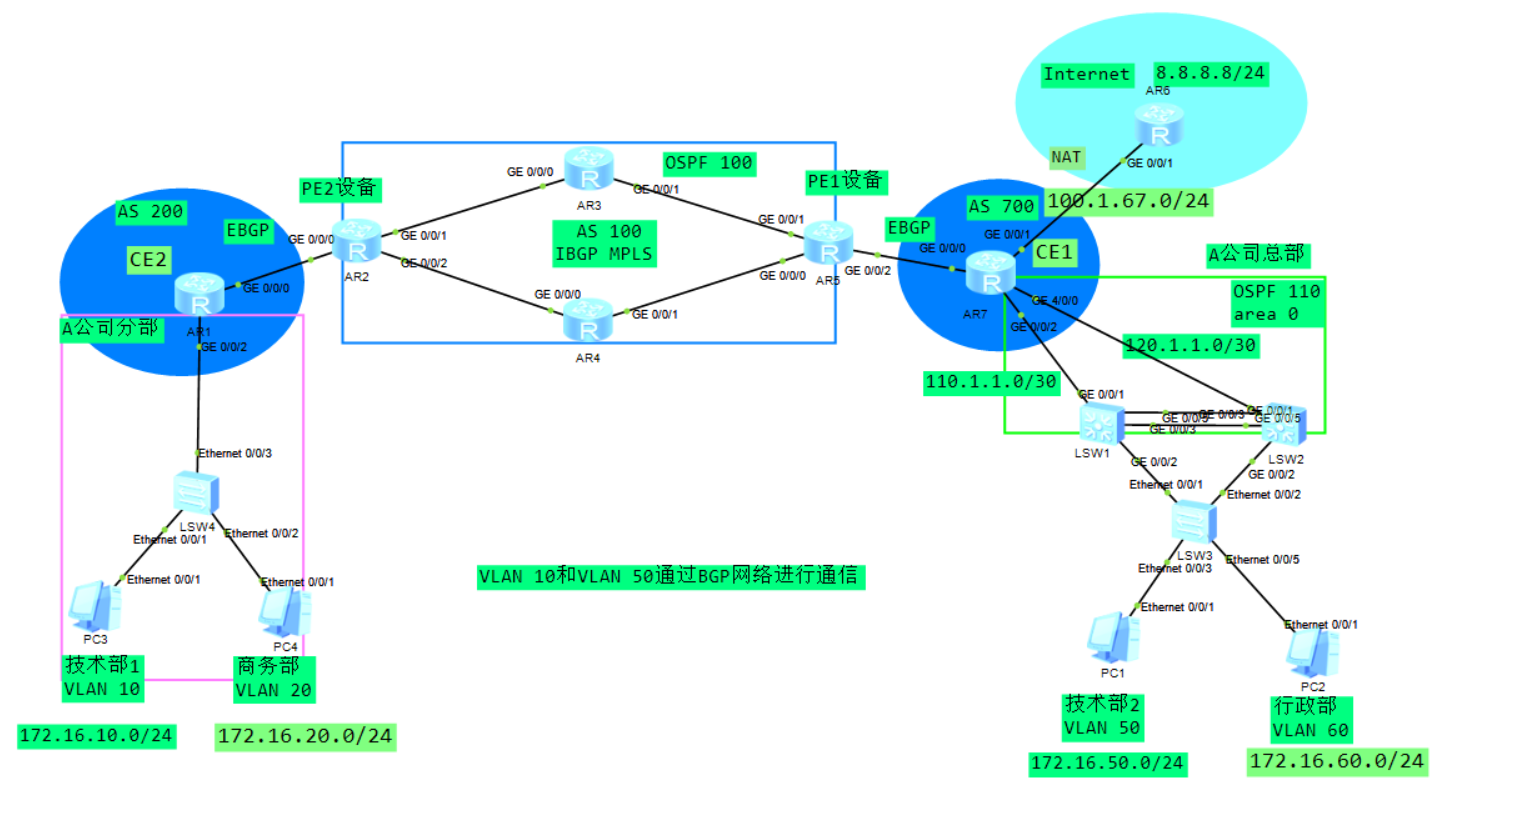 Internet
8.8.8.8/24
AR6
NAT
GE 0/0/1
100.1.67.0/24
OSPF 100
GE 0/0/0
GE 0/0/1
AR3
PE2设备
PE1设备
AS 200
EBGP
GE 0/0/0
GE 0/0/1
GE 0/0/2
AR2
AS 100
IBGP MPLS
GE 0/0/1
GE 0/0/0
GE 0/0/2
AR5
EBGP
AS 700
GE 0/0/1
GE 0/0/0
CE1
A公司总部
CE2
GE 0/0/0
AR1
A公司分部
GE 0/0/2
GE 0/0/0
GE 0/0/1
AR4
AR7
GE 4/0/0
GE 0/0/2
OSPF 110
area 0
120.1.1.0/30
110.1.1.0/30
GE 0/0/1
GE 0/0/1
GE 0/0/3
GE 0/0/5
GE 0/0/5
GE 0/0/3
LSW1
LSW2
GE 0/0/2
GE 0/0/2
Ethernet 0/0/1
Ethernet 0/0/2
Ethernet 0/0/3
LSW4
Ethernet 0/0/1
Ethernet 0/0/2
Ethernet 0/0/1
Ethernet 0/0/1
LSW3
Ethernet 0/0/3
Ethernet 0/0/5
Ethernet 0/0/1
Ethernet 0/0/1
VLAN 10和VLAN 50通过BGP网络进行通信
PC3
PC4
PC1
PC2
技术部1
VLAN 10
商务部
VLAN 20
技术部2
VLAN 50
行政部
VLAN 60
172.16.10.0/24
172.16.20.0/24
172.16.50.0/24
172.16.60.0/24